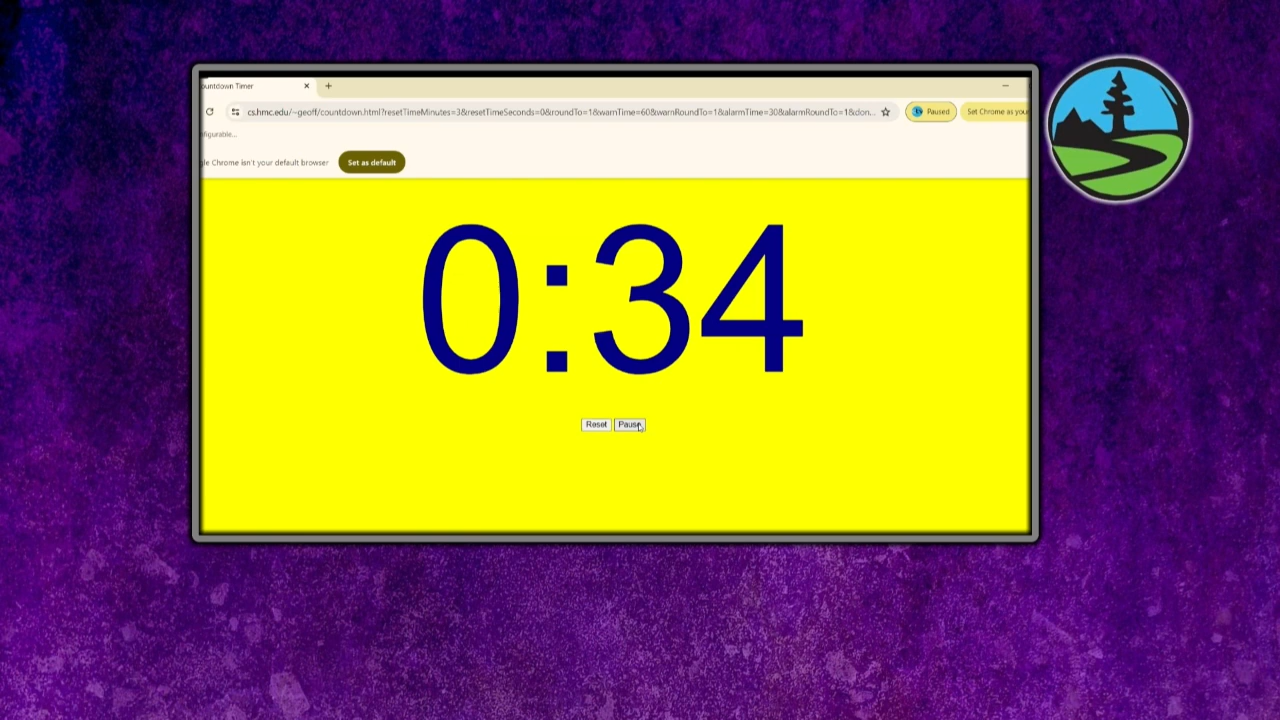 ountdown Timer
cs.hmc.edu/~geoff/countdown.html?resetTimeMinutes=3&resetTimeSeconds=0&roundTo=1&warnTime=60&warnRoundTo=1&alarmTime=30&alarmRoundTo=1&don... Paused Set Chrome as your
nfigurable...
gle Chrome isn't your default browser Set as default
0:34
Reset Pause